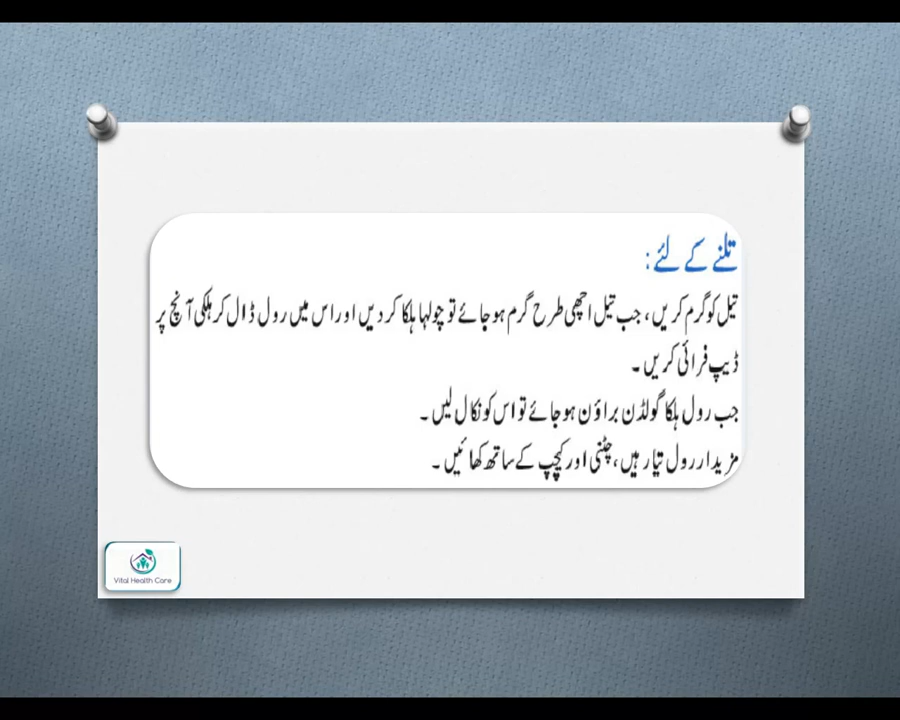 تلنے کے لئے :
تیل کو گرم کریں، جب تیل اچھی طرح گرم ہو جائے تو چولہا ہلکا کر دیں اور اس میں رول ڈال کر ہلکی آنچ پر
ڈیپ فرائی کریں ۔
جب رول ہلکا گولڈن براؤن ہو جائے تو اس کو نکال لیں ۔
مزیدار رول تیّار ہیں، چٹنی اور کیچپ کے ساتھ کھائیں ۔
Vital Health Care